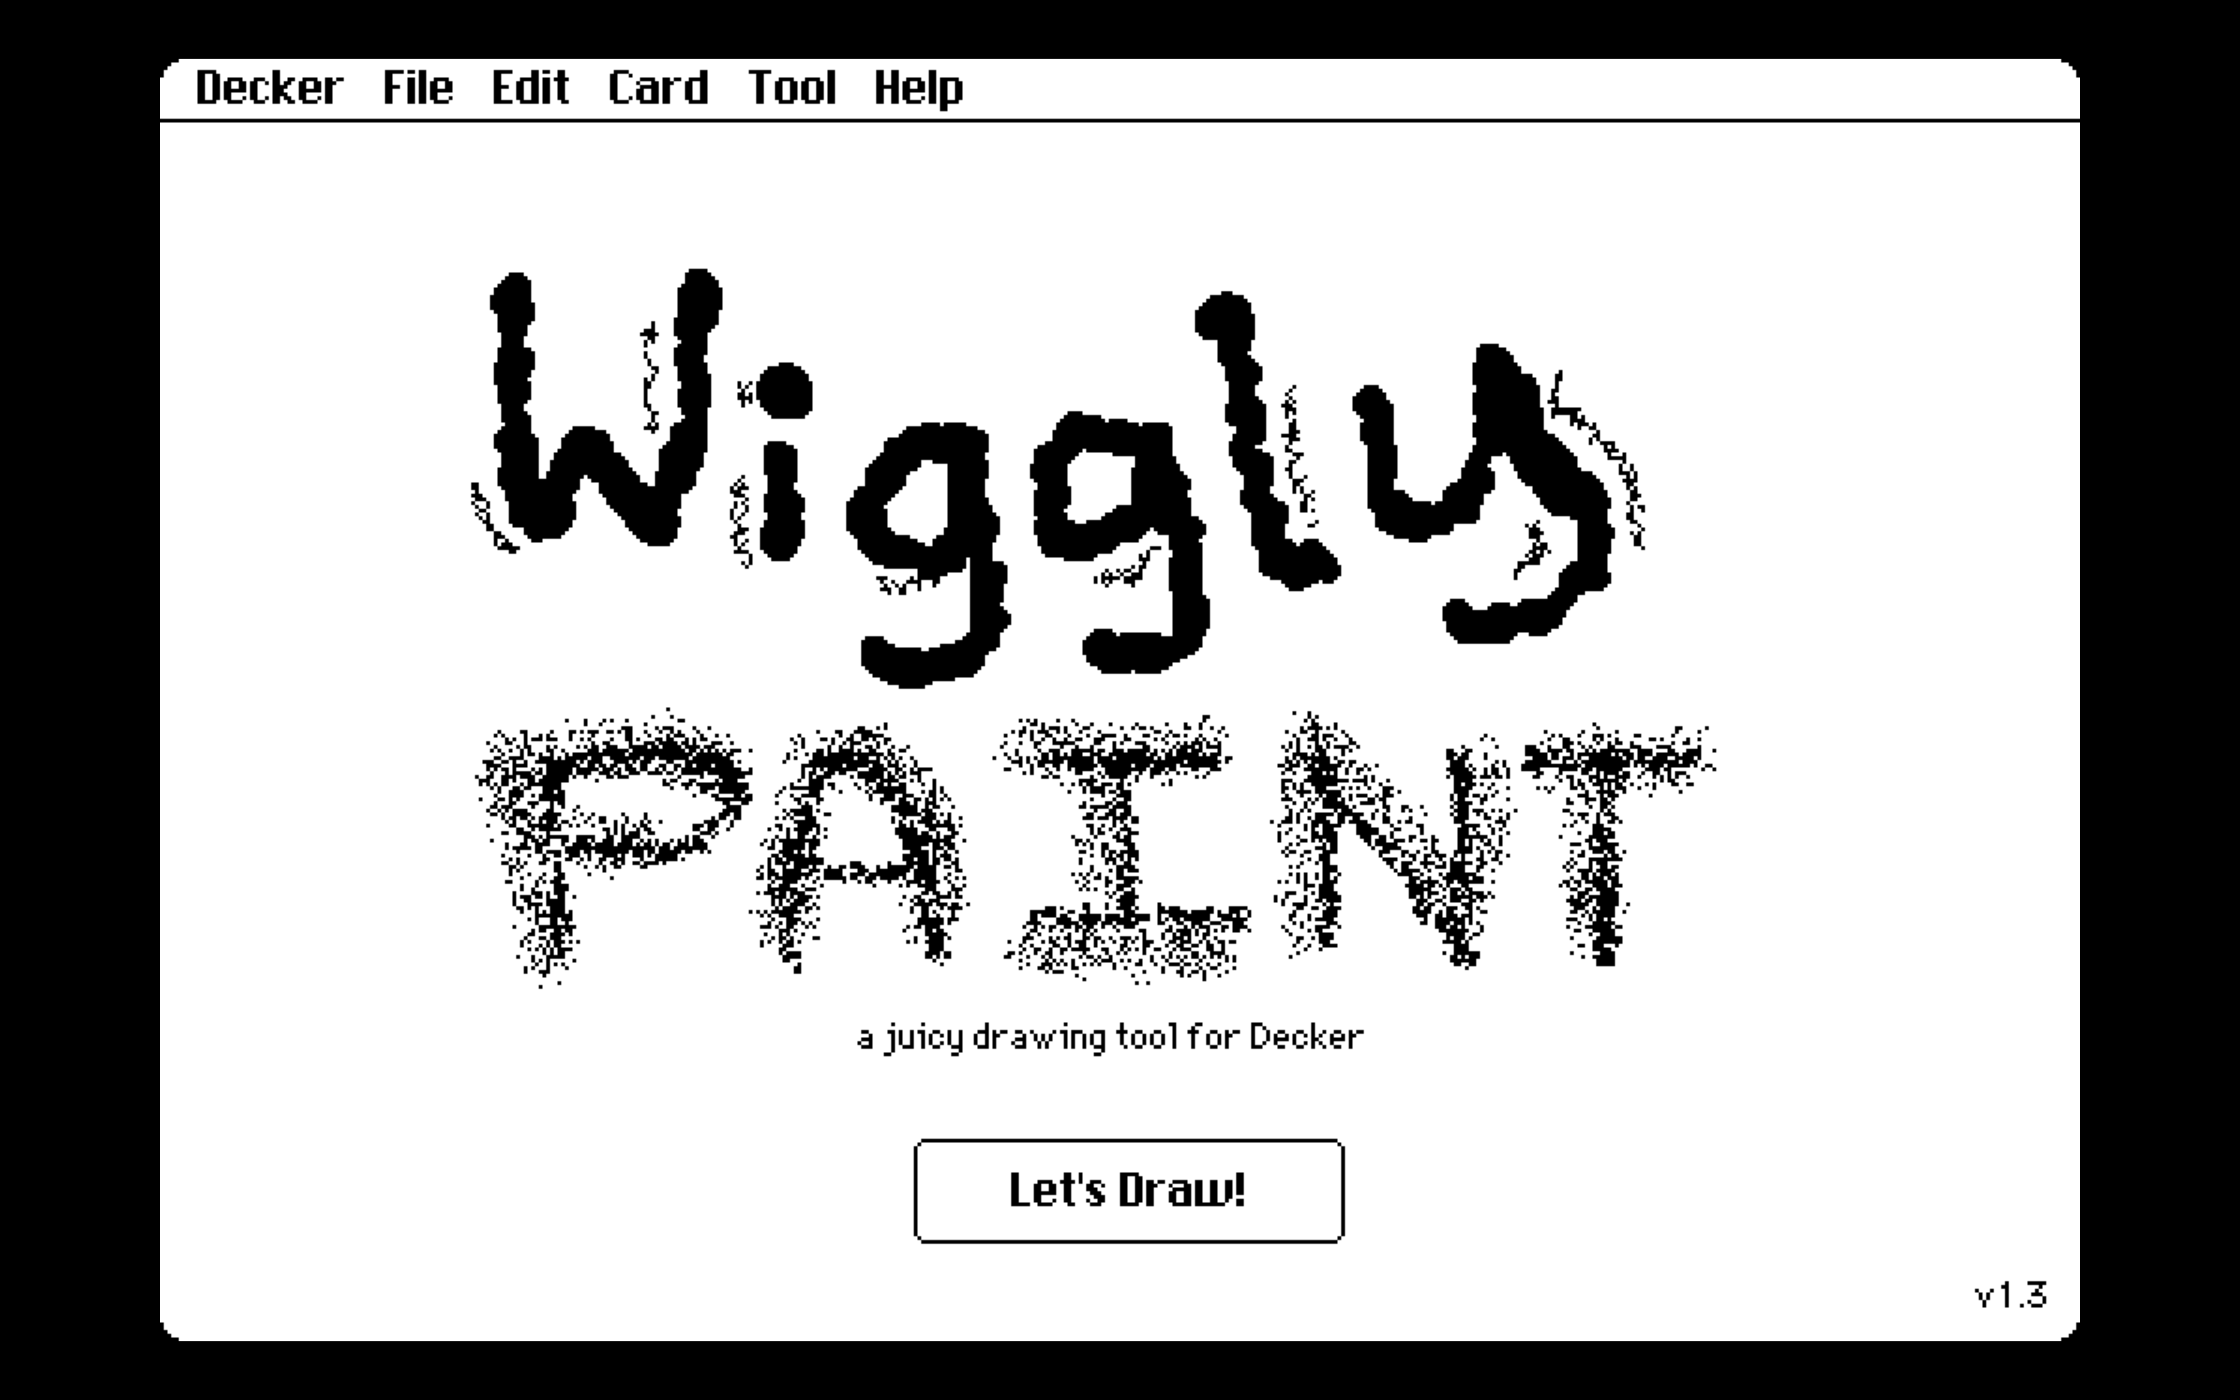 Decker File Edit Card Tool Help
Wiggly
PAINT
a juicy drawing tool for Decker
Let's Draw!
v1.3